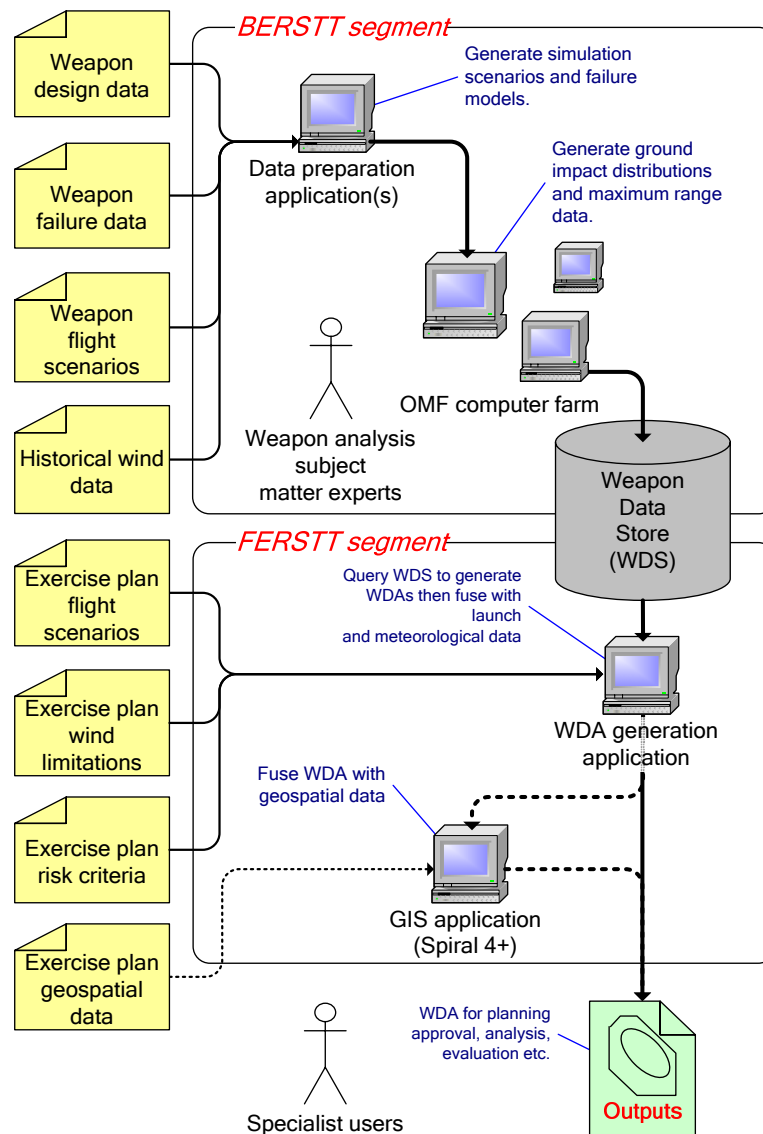 BERSTT segment
Weapon
design data
Generate simulation
scenarios and failure
models.
Data preparation
application(s)
Weapon
failure data
Generate ground
impact distributions
and maximum range
data.
Weapon
flight
scenarios
OMF computer farm
Historical wind
data
Weapon analysis
subject
matter experts
Weapon
Data
Store
(WDS)
FERSTT segment
Exercise plan
flight
scenarios
Query WDS to generate
WDAs then fuse with
launch
and meteorological data
Exercise plan
wind
limitations
WDA generation
application
Fuse WDA with
geospatial data
Exercise plan
risk criteria
GIS application
(Spiral 4+)
Exercise plan
geospatial
data
WDA for planning
approval, analysis,
evaluation etc.
Outputs
Specialist users